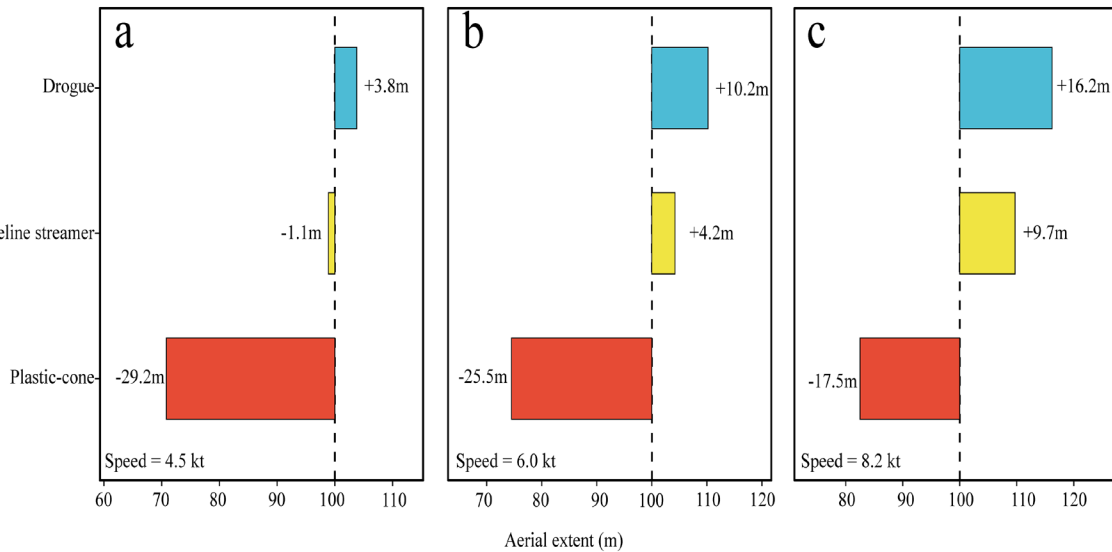 a
b
c
Drogue
+3.8m
+10.2m
+16.2m
eline streamer
-1.1m
+4.2m
+9.7m
Plastic-cone
-29.2m
-25.5m
-17.5m
Speed = 4.5 kt
Speed = 6.0 kt
Speed = 8.2 kt
60 70 80 90 100 110
70 80 90 100 110 120
80 90 100 110 120
Aerial extent (m)